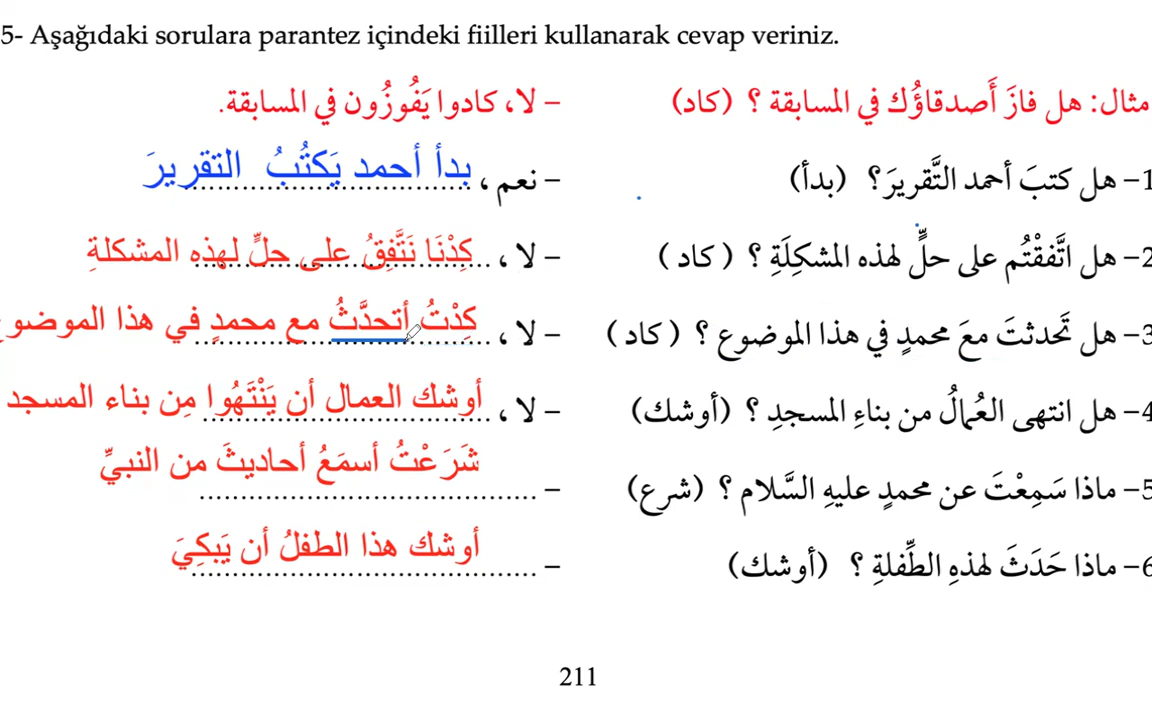 5- Aşağıdaki sorulara parantez içindeki fiilleri kullanarak cevap veriniz.
مثال: هل فازَ أَصدقاؤُك في المسابقة ؟ (كاد) – لا، كادوا يَفُوزُون في المسابقة.
1– هل كتبَ أحمد التَّقريرَ؟ (بدأ) – نعم، بدأ أحمد يَكتُبُ التقريرَ
2– هل اتَّفقْتُم على حلٍّ لهذه المشكِلَةِ ؟ ( كاد ) – لا، كِدْنَا نَتَّفِقُ على حلٍّ لهذه المشكلةِ
3– هل تَحدثتَ معَ محمدٍ في هذا الموضوع ؟ ( كاد ) – لا، كِدْتُ أتحدَّثُ مع محمدٍ في هذا الموضو
4– هل انتهى العُمالُ من بناءِ المسجدِ ؟ (أوشك) – لا، أوشك العمال أن يَنْتَهُوا مِن بناء المسجد
5– ماذا سَمِعْتَ عن محمدٍ عليهِ السَّلام ؟ (شرع) – شَرَعْتُ أسمَعُ أحاديثَ من النبيِّ
6– ماذا حَدَثَ لهذهِ الطِّفلةِ ؟ (أوشك) – أوشك هذا الطفلُ أن يَبكِيَ
211